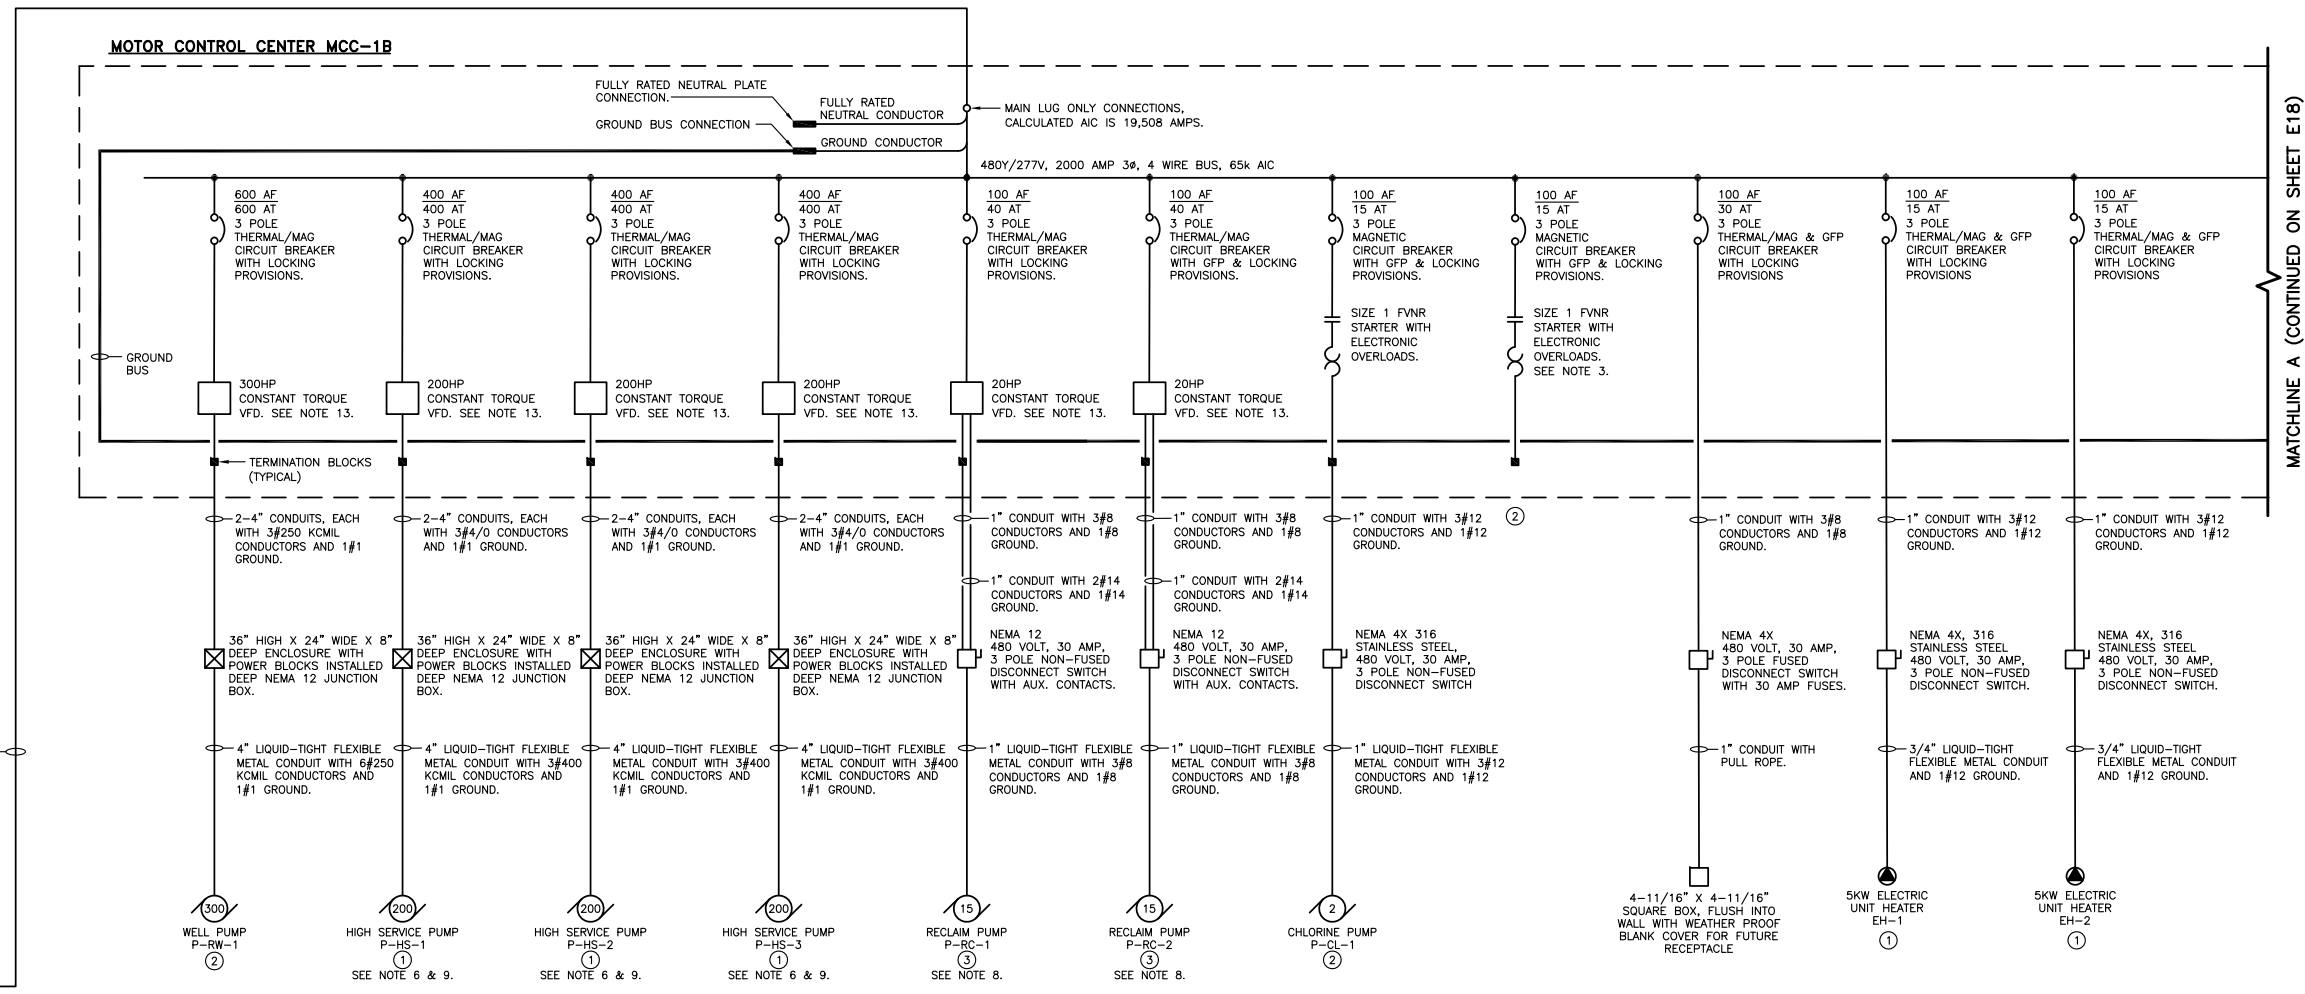 MOTOR CONTROL CENTER MCC-1B
FULLY RATED NEUTRAL PLATE
CONNECTION.
FULLY RATED
NEUTRAL CONDUCTOR
GROUND BUS CONNECTION
GROUND CONDUCTOR
MAIN LUG ONLY CONNECTIONS,
CALCULATED AIC IS 19,508 AMPS.
480Y/277V, 2000 AMP 3ø, 4 WIRE BUS, 65k AIC
MATCHLINE A (CONTINUED ON SHEET E18)
GROUND
BUS
600 AF
600 AT
3 POLE
THERMAL/MAG
CIRCUIT BREAKER
WITH LOCKING
PROVISIONS.
300HP
CONSTANT TORQUE
VFD. SEE NOTE 13.
TERMINATION BLOCKS
(TYPICAL)
2-4" CONDUITS, EACH
WITH 3#250 KCMIL
CONDUCTORS AND 1#1
GROUND.
36" HIGH X 24" WIDE X 8"
DEEP ENCLOSURE WITH
POWER BLOCKS INSTALLED
DEEP NEMA 12 JUNCTION
BOX.
4" LIQUID-TIGHT FLEXIBLE
METAL CONDUIT WITH 6#250
KCMIL CONDUCTORS AND
1#1 GROUND.
300
WELL PUMP
P-RW-1
2
400 AF
400 AT
3 POLE
THERMAL/MAG
CIRCUIT BREAKER
WITH LOCKING
PROVISIONS.
200HP
CONSTANT TORQUE
VFD. SEE NOTE 13.
2-4" CONDUITS, EACH
WITH 3#4/0 CONDUCTORS
AND 1#1 GROUND.
36" HIGH X 24" WIDE X 8"
DEEP ENCLOSURE WITH
POWER BLOCKS INSTALLED
DEEP NEMA 12 JUNCTION
BOX.
4" LIQUID-TIGHT FLEXIBLE
METAL CONDUIT WITH 3#400
KCMIL CONDUCTORS AND
1#1 GROUND.
200
HIGH SERVICE PUMP
P-HS-1
1
SEE NOTE 6 & 9.
400 AF
400 AT
3 POLE
THERMAL/MAG
CIRCUIT BREAKER
WITH LOCKING
PROVISIONS.
200HP
CONSTANT TORQUE
VFD. SEE NOTE 13.
2-4" CONDUITS, EACH
WITH 3#4/0 CONDUCTORS
AND 1#1 GROUND.
36" HIGH X 24" WIDE X 8"
DEEP ENCLOSURE WITH
POWER BLOCKS INSTALLED
DEEP NEMA 12 JUNCTION
BOX.
4" LIQUID-TIGHT FLEXIBLE
METAL CONDUIT WITH 3#400
KCMIL CONDUCTORS AND
1#1 GROUND.
200
HIGH SERVICE PUMP
P-HS-2
1
SEE NOTE 6 & 9.
400 AF
400 AT
3 POLE
THERMAL/MAG
CIRCUIT BREAKER
WITH LOCKING
PROVISIONS.
200HP
CONSTANT TORQUE
VFD. SEE NOTE 13.
2-4" CONDUITS, EACH
WITH 3#4/0 CONDUCTORS
AND 1#1 GROUND.
36" HIGH X 24" WIDE X 8"
DEEP ENCLOSURE WITH
POWER BLOCKS INSTALLED
DEEP NEMA 12 JUNCTION
BOX.
4" LIQUID-TIGHT FLEXIBLE
METAL CONDUIT WITH 3#400
KCMIL CONDUCTORS AND
1#1 GROUND.
200
HIGH SERVICE PUMP
P-HS-3
1
SEE NOTE 6 & 9.
100 AF
40 AT
3 POLE
THERMAL/MAG
CIRCUIT BREAKER
WITH LOCKING
PROVISIONS.
20HP
CONSTANT TORQUE
VFD. SEE NOTE 13.
1" CONDUIT WITH 3#8
CONDUCTORS AND 1#8
GROUND.
1" CONDUIT WITH 2#14
CONDUCTORS AND 1#14
GROUND.
NEMA 12
480 VOLT, 30 AMP,
3 POLE NON-FUSED
DISCONNECT SWITCH
WITH AUX. CONTACTS.
1" LIQUID-TIGHT FLEXIBLE
METAL CONDUIT WITH 3#8
CONDUCTORS AND 1#8
GROUND.
15
RECLAIM PUMP
P-RC-1
3
SEE NOTE 8.
100 AF
40 AT
3 POLE
THERMAL/MAG
CIRCUIT BREAKER
WITH GFP & LOCKING
PROVISIONS.
20HP
CONSTANT TORQUE
VFD. SEE NOTE 13.
1" CONDUIT WITH 3#8
CONDUCTORS AND 1#8
GROUND.
1" CONDUIT WITH 2#14
CONDUCTORS AND 1#14
GROUND.
NEMA 12
480 VOLT, 30 AMP,
3 POLE NON-FUSED
DISCONNECT SWITCH
WITH AUX. CONTACTS.
1" LIQUID-TIGHT FLEXIBLE
METAL CONDUIT WITH 3#8
CONDUCTORS AND 1#8
GROUND.
15
RECLAIM PUMP
P-RC-2
3
SEE NOTE 8.
100 AF
15 AT
3 POLE
MAGNETIC
CIRCUIT BREAKER
WITH GFP & LOCKING
PROVISIONS.
SIZE 1 FVNR
STARTER WITH
ELECTRONIC
OVERLOADS.
1" CONDUIT WITH 3#12
CONDUCTORS AND 1#12
GROUND.
NEMA 4X 316
STAINLESS STEEL,
480 VOLT, 30 AMP,
3 POLE NON-FUSED
DISCONNECT SWITCH
1" LIQUID-TIGHT FLEXIBLE
METAL CONDUIT WITH 3#12
CONDUCTORS AND 1#12
GROUND.
2
CHLORINE PUMP
P-CL-1
2
100 AF
15 AT
3 POLE
MAGNETIC
CIRCUIT BREAKER
WITH GFP & LOCKING
PROVISIONS.
SIZE 1 FVNR
STARTER WITH
ELECTRONIC
OVERLOADS.
SEE NOTE 3.
2
100 AF
30 AT
3 POLE
THERMAL/MAG & GFP
CIRCUIT BREAKER
WITH LOCKING
PROVISIONS
1" CONDUIT WITH 3#8
CONDUCTORS AND 1#8
GROUND.
NEMA 4X
480 VOLT, 30 AMP,
3 POLE FUSED
DISCONNECT SWITCH
WITH 30 AMP FUSES.
1" CONDUIT WITH
PULL ROPE.
4-11/16" X 4-11/16"
SQUARE BOX, FLUSH INTO
WALL WITH WEATHER PROOF
BLANK COVER FOR FUTURE
RECEPTACLE
100 AF
15 AT
3 POLE
THERMAL/MAG & GFP
CIRCUIT BREAKER
WITH LOCKING
PROVISIONS
1" CONDUIT WITH 3#12
CONDUCTORS AND 1#12
GROUND.
NEMA 4X, 316
STAINLESS STEEL
480 VOLT, 30 AMP,
3 POLE NON-FUSED
DISCONNECT SWITCH.
3/4" LIQUID-TIGHT
FLEXIBLE METAL CONDUIT
AND 1#12 GROUND.
5KW ELECTRIC
UNIT HEATER
EH-1
1
100 AF
15 AT
3 POLE
THERMAL/MAG & GFP
CIRCUIT BREAKER
WITH LOCKING
PROVISIONS
1" CONDUIT WITH 3#12
CONDUCTORS AND 1#12
GROUND.
NEMA 4X, 316
STAINLESS STEEL
480 VOLT, 30 AMP,
3 POLE NON-FUSED
DISCONNECT SWITCH.
3/4" LIQUID-TIGHT
FLEXIBLE METAL CONDUIT
AND 1#12 GROUND.
5KW ELECTRIC
UNIT HEATER
EH-2
1